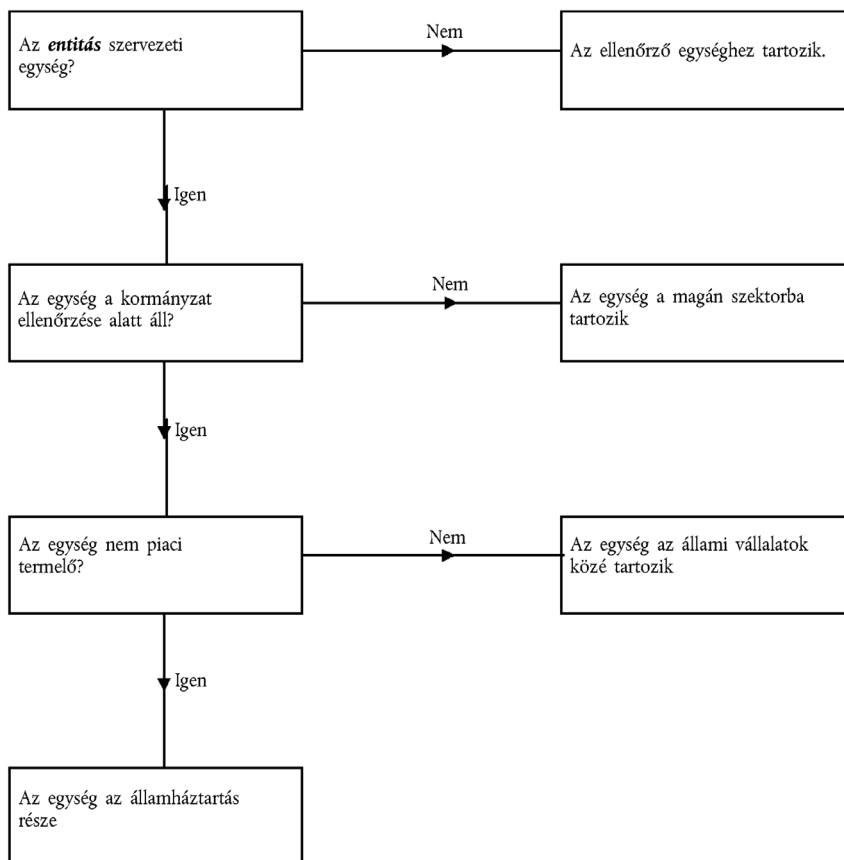 Az entitás szervezeti
egység?
Nem
Az ellenőrző egységhez tartozik.
Igen
Az egység a kormányzat
ellenőrzése alatt áll?
Nem
Az egység a magán szektorba
tartozik
Igen
Az egység nem piaci
termelő?
Nem
Az egység az állami vállalatok
közé tartozik
Igen
Az egység az államháztartás
része